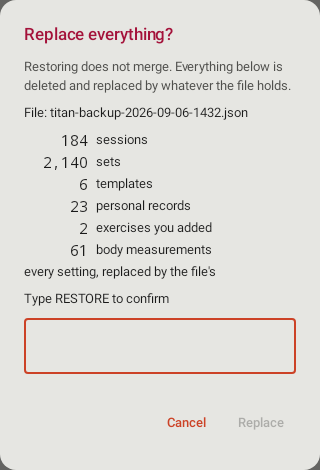 Replace everything?
Restoring does not merge. Everything below is
deleted and replaced by whatever the file holds.
File: titan-backup-2026-09-06-1432.json
184 sessions
2,140 sets
6 templates
23 personal records
2 exercises you added
61 body measurements
every setting, replaced by the file's
Type RESTORE to confirm
Cancel Replace